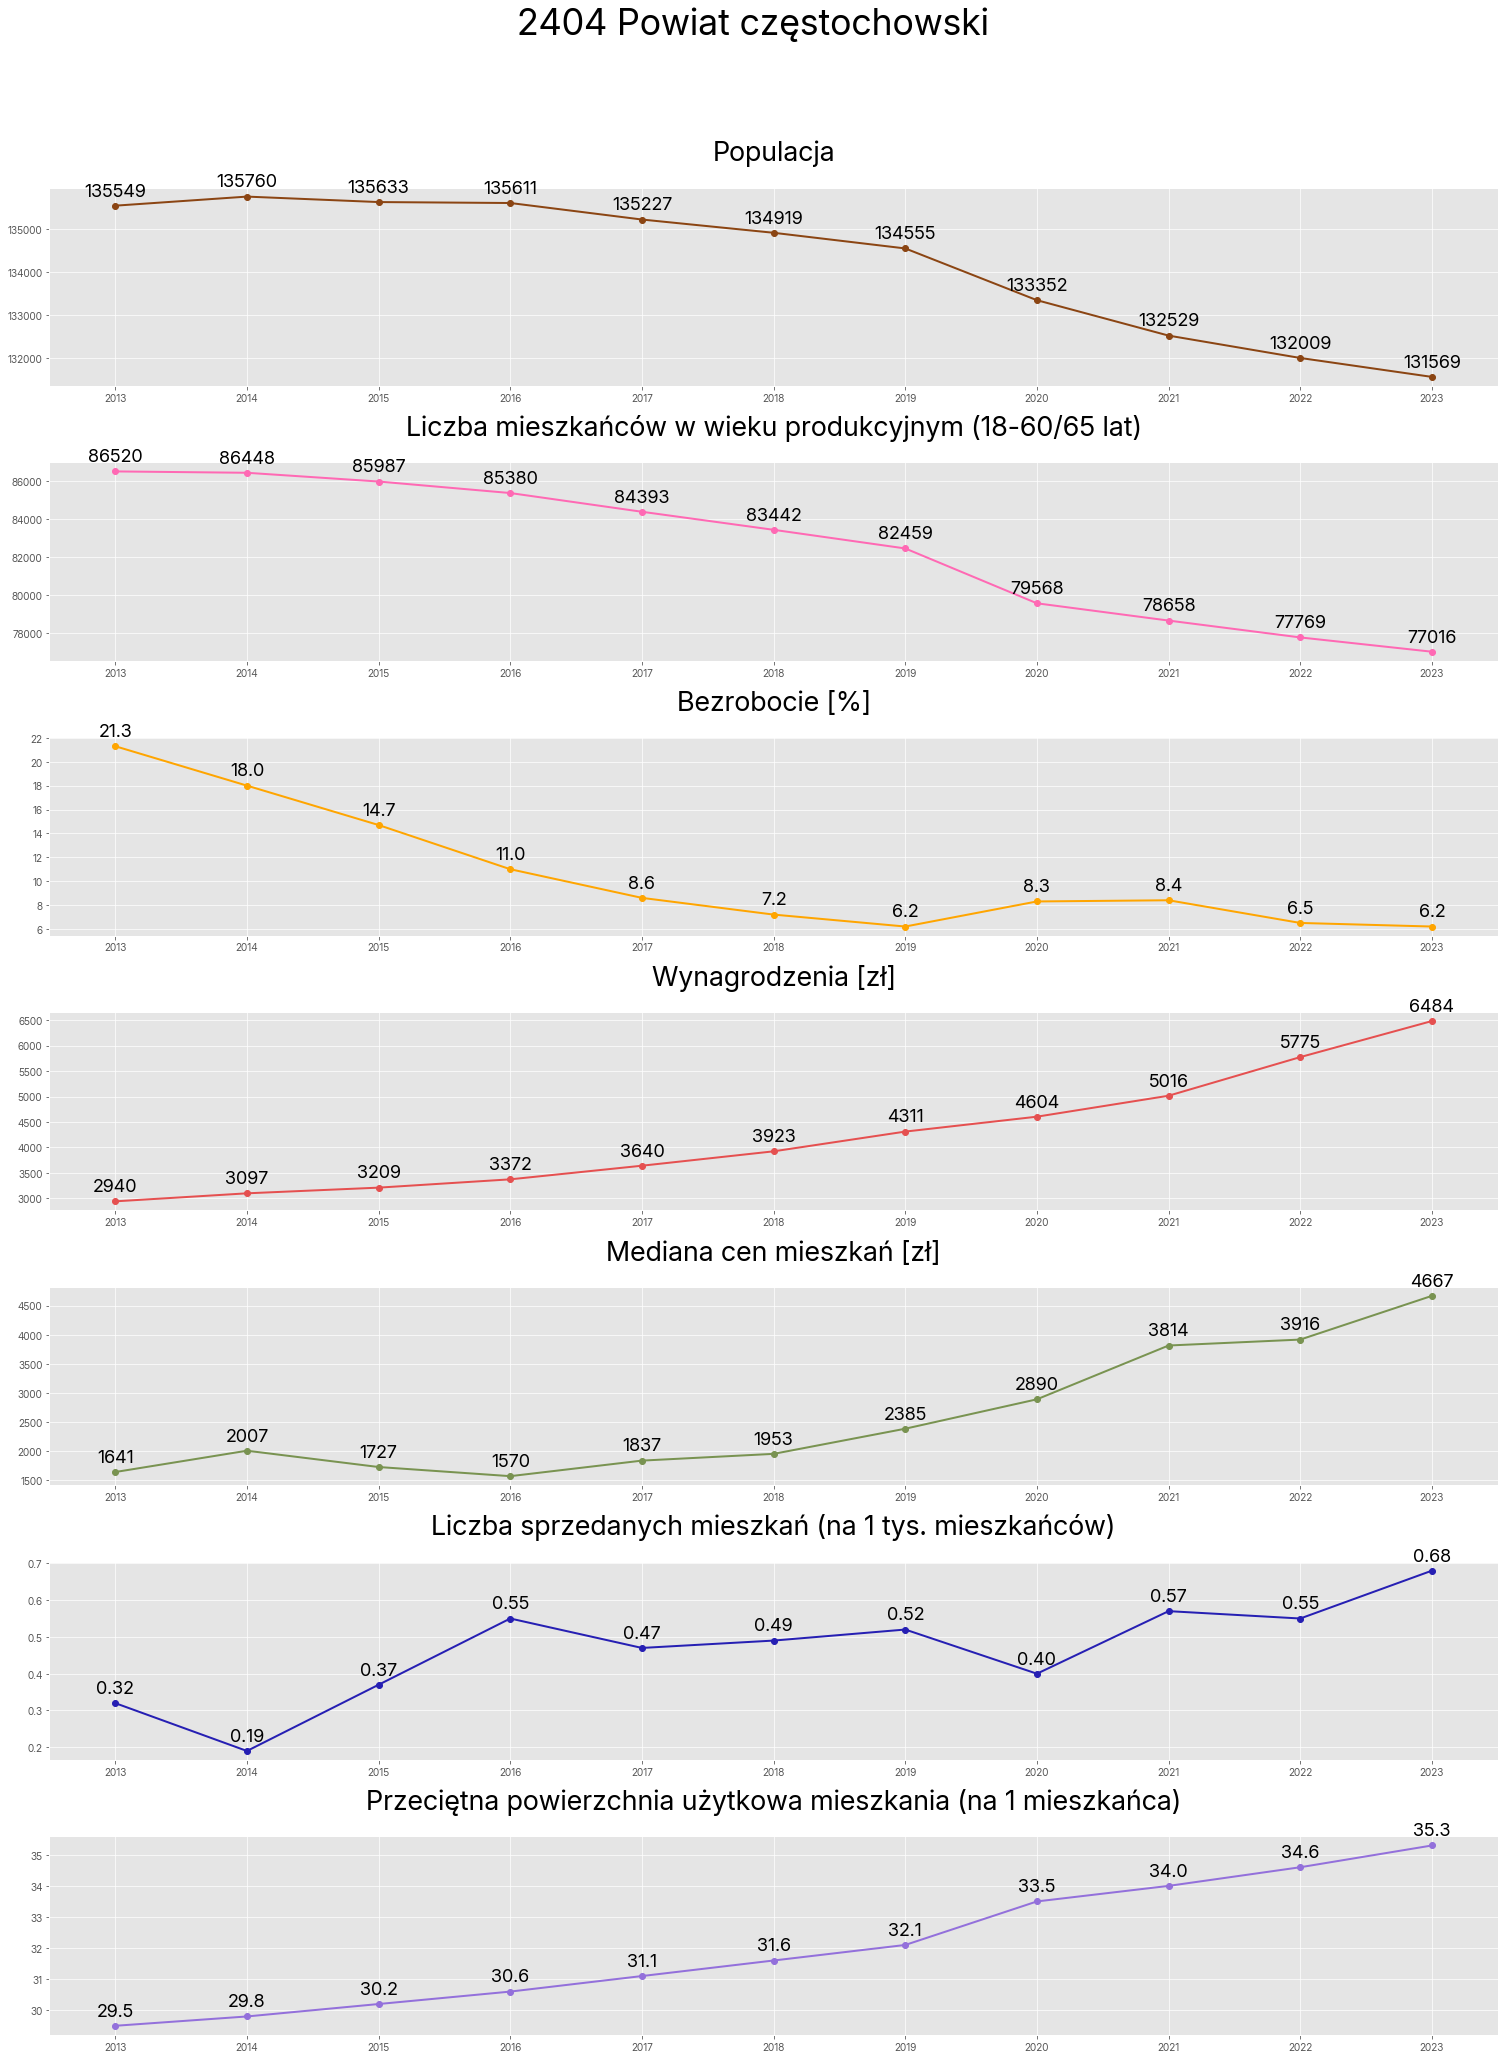 2404 Powiat częstochowski
Populacja
135549 135760 135633 135611 135227 134919 134555 133352 132529 132009 131569
135000
134000
133000
132000
2013 2014 2015 2016 2017 2018 2019 2020 2021 2022 2023
Liczba mieszkańców w wieku produkcyjnym (18-60/65 lat)
86520 86448 85987 85380 84393 83442 82459 79568 78658 77769 77016
86000
84000
82000
80000
78000
2013 2014 2015 2016 2017 2018 2019 2020 2021 2022 2023
Bezrobocie [%]
21.3 18.0 14.7 11.0 8.6 7.2 6.2 8.3 8.4 6.5 6.2
22
20
18
16
14
12
10
8
6
2013 2014 2015 2016 2017 2018 2019 2020 2021 2022 2023
Wynagrodzenia [zł]
2940 3097 3209 3372 3640 3923 4311 4604 5016 5775 6484
6500
6000
5500
5000
4500
4000
3500
3000
2013 2014 2015 2016 2017 2018 2019 2020 2021 2022 2023
Mediana cen mieszkań [zł]
1641 2007 1727 1570 1837 1953 2385 2890 3814 3916 4667
4500
4000
3500
3000
2500
2000
1500
2013 2014 2015 2016 2017 2018 2019 2020 2021 2022 2023
Liczba sprzedanych mieszkań (na 1 tys. mieszkańców)
0.32 0.19 0.37 0.55 0.47 0.49 0.52 0.40 0.57 0.55 0.68
0.7
0.6
0.5
0.4
0.3
0.2
2013 2014 2015 2016 2017 2018 2019 2020 2021 2022 2023
Przeciętna powierzchnia użytkowa mieszkania (na 1 mieszkańca)
29.5 29.8 30.2 30.6 31.1 31.6 32.1 33.5 34.0 34.6 35.3
35
34
33
32
31
30
2013 2014 2015 2016 2017 2018 2019 2020 2021 2022 2023